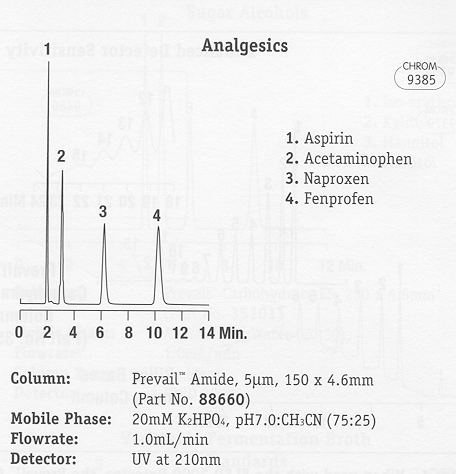 Analgesics
CHROM
9385
1
2
3
4
1. Aspirin
2. Acetaminophen
3. Naproxen
4. Fenprofen
0 2 4 6 8 10 12 14 Min.
Column: Prevail™ Amide, 5µm, 150 x 4.6mm
(Part No. 88660)
Mobile Phase: 20mM K₂HPO₄, pH7.0:CH₃CN (75:25)
Flowrate: 1.0mL/min
Detector: UV at 210nm